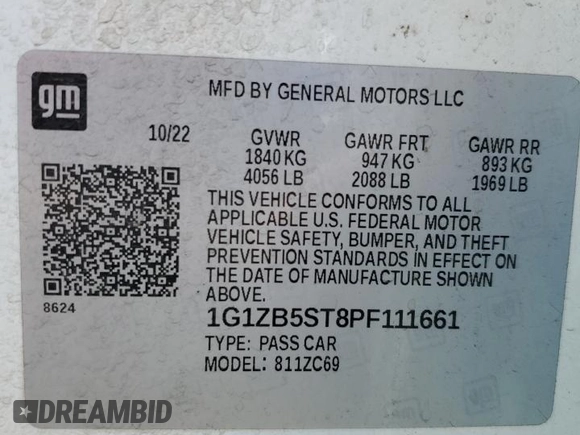 gm
MFD BY GENERAL MOTORS LLC
10/22
GVWR GAWR FRT GAWR RR
1840 KG 947 KG 893 KG
4056 LB 2088 LB 1969 LB
THIS VEHICLE CONFORMS TO ALL
APPLICABLE U.S. FEDERAL MOTOR
VEHICLE SAFETY, BUMPER, AND THEFT
PREVENTION STANDARDS IN EFFECT ON
THE DATE OF MANUFACTURE SHOWN
ABOVE.
8624
1G1ZB5ST8PF111661
TYPE: PASS CAR
MODEL: 811ZC69
DREAMBID